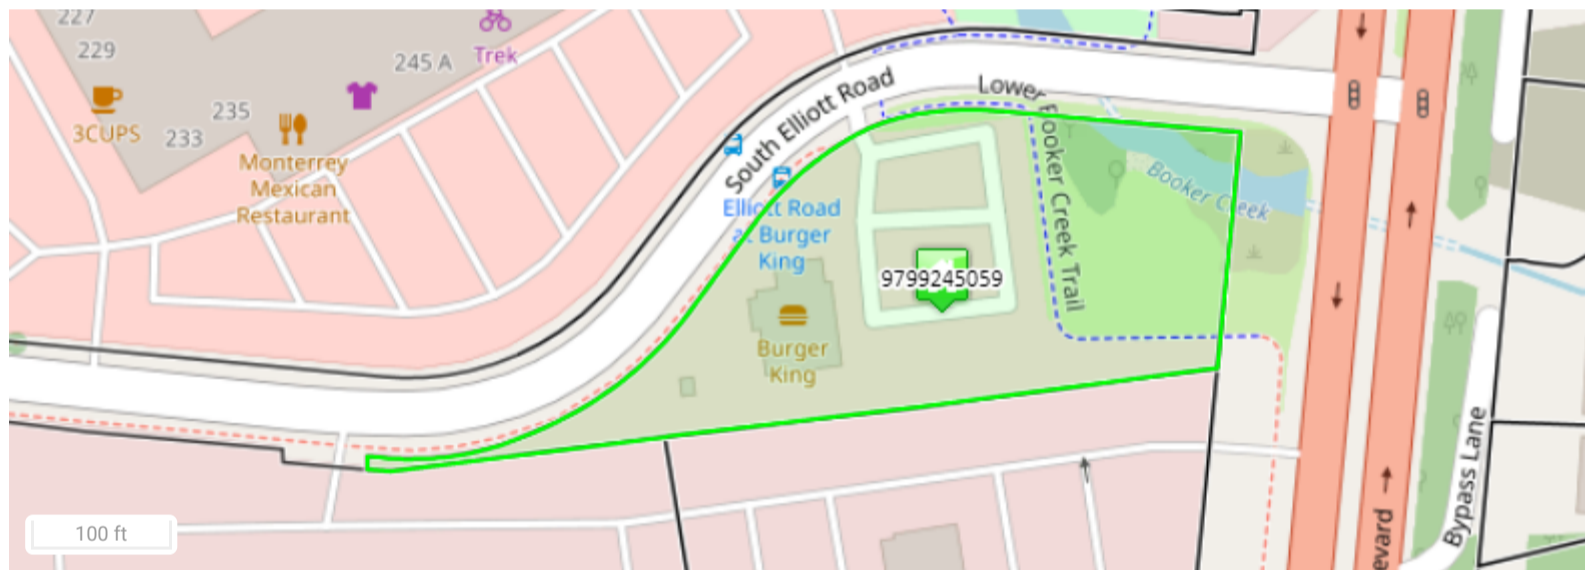 227
229
Trek
245 A
235
3CUPS
233
Monterrey
Mexican
Restaurant
South Elliott Road
Lower Booker Creek Trail
Booker Creek
Elliott Road
at Burger
King
9799245059
Burger
King
Bypass Lane
100 ft